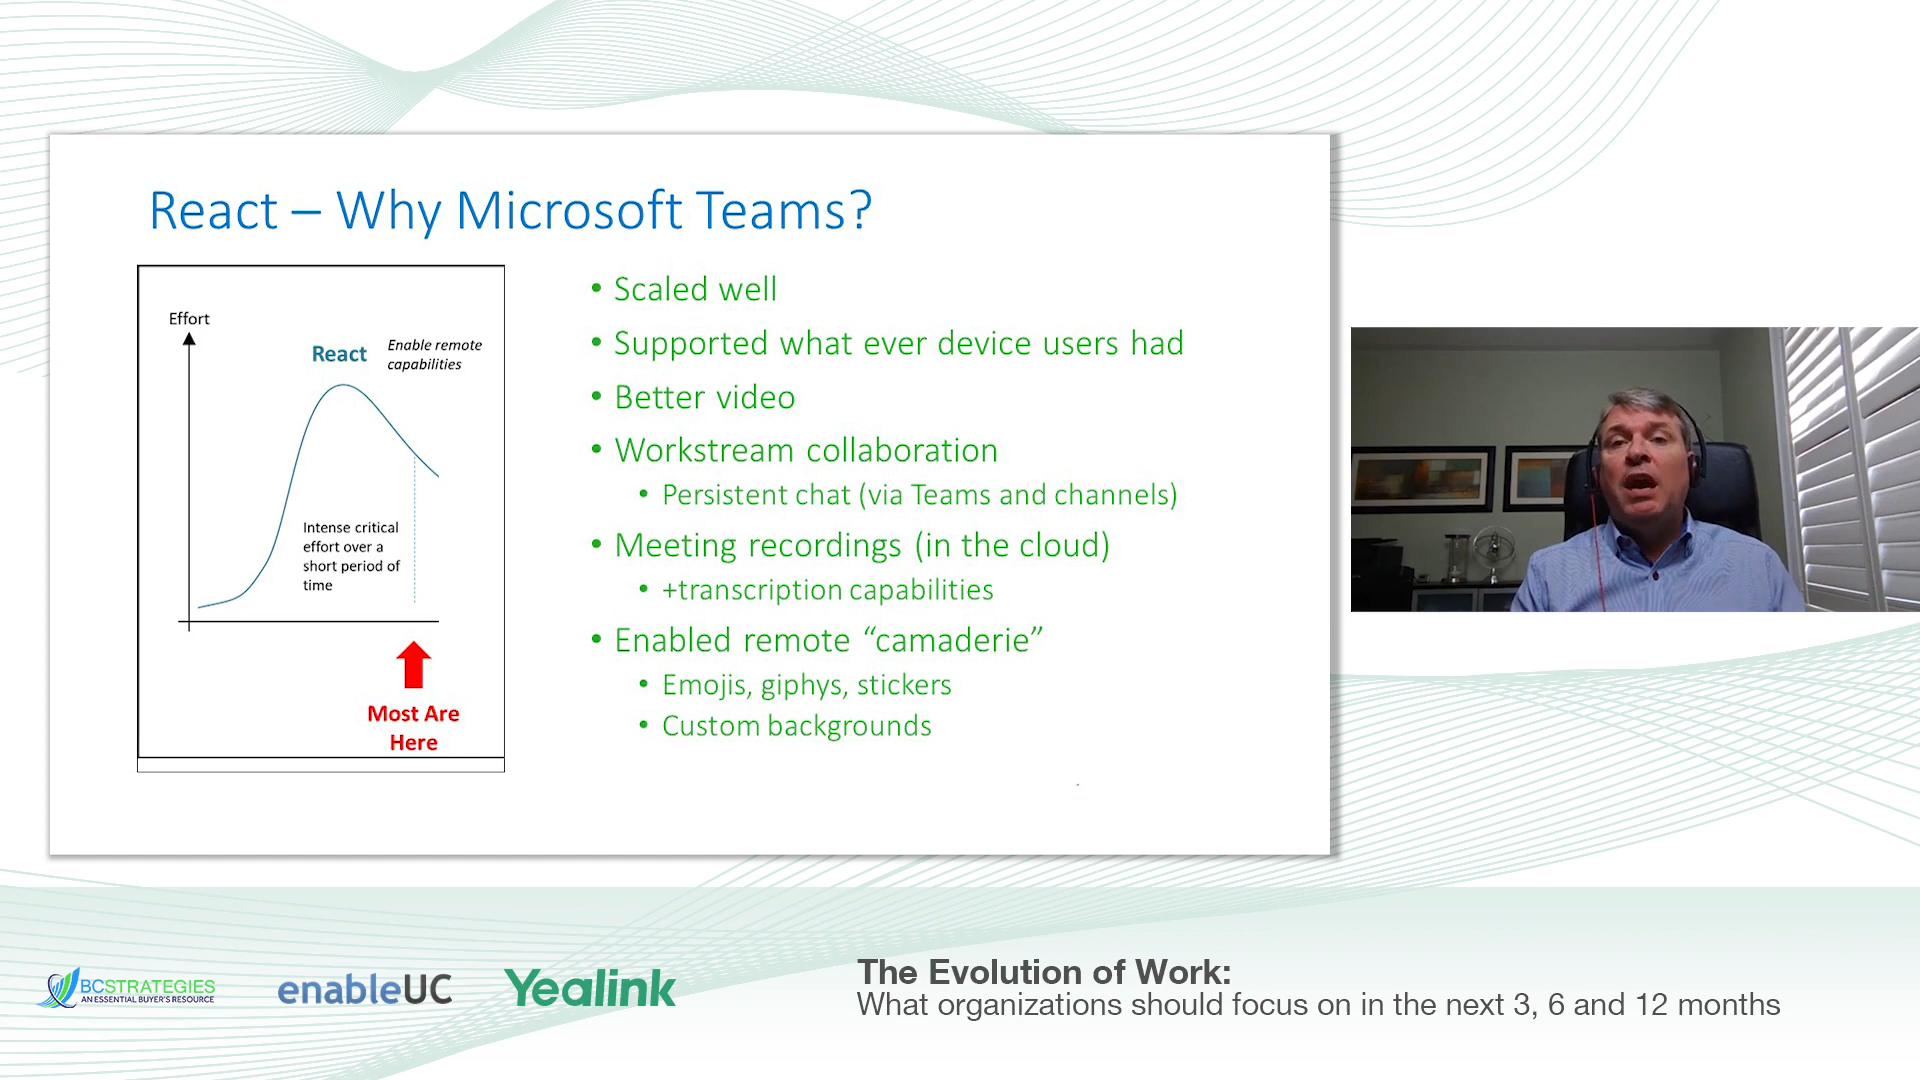 React – Why Microsoft Teams?
Effort
React
Enable remote
capabilities
Intense critical
effort over a
short period of
time
Most Are
Here
• Scaled well
• Supported what ever device users had
• Better video
• Workstream collaboration
• Persistent chat (via Teams and channels)
• Meeting recordings (in the cloud)
• +transcription capabilities
• Enabled remote “camaderie”
• Emojis, giphys, stickers
• Custom backgrounds
BCSTRATEGIES
AN ESSENTIAL BUYER'S RESOURCE
enableUC
Yealink
The Evolution of Work:
What organizations should focus on in the next 3, 6 and 12 months